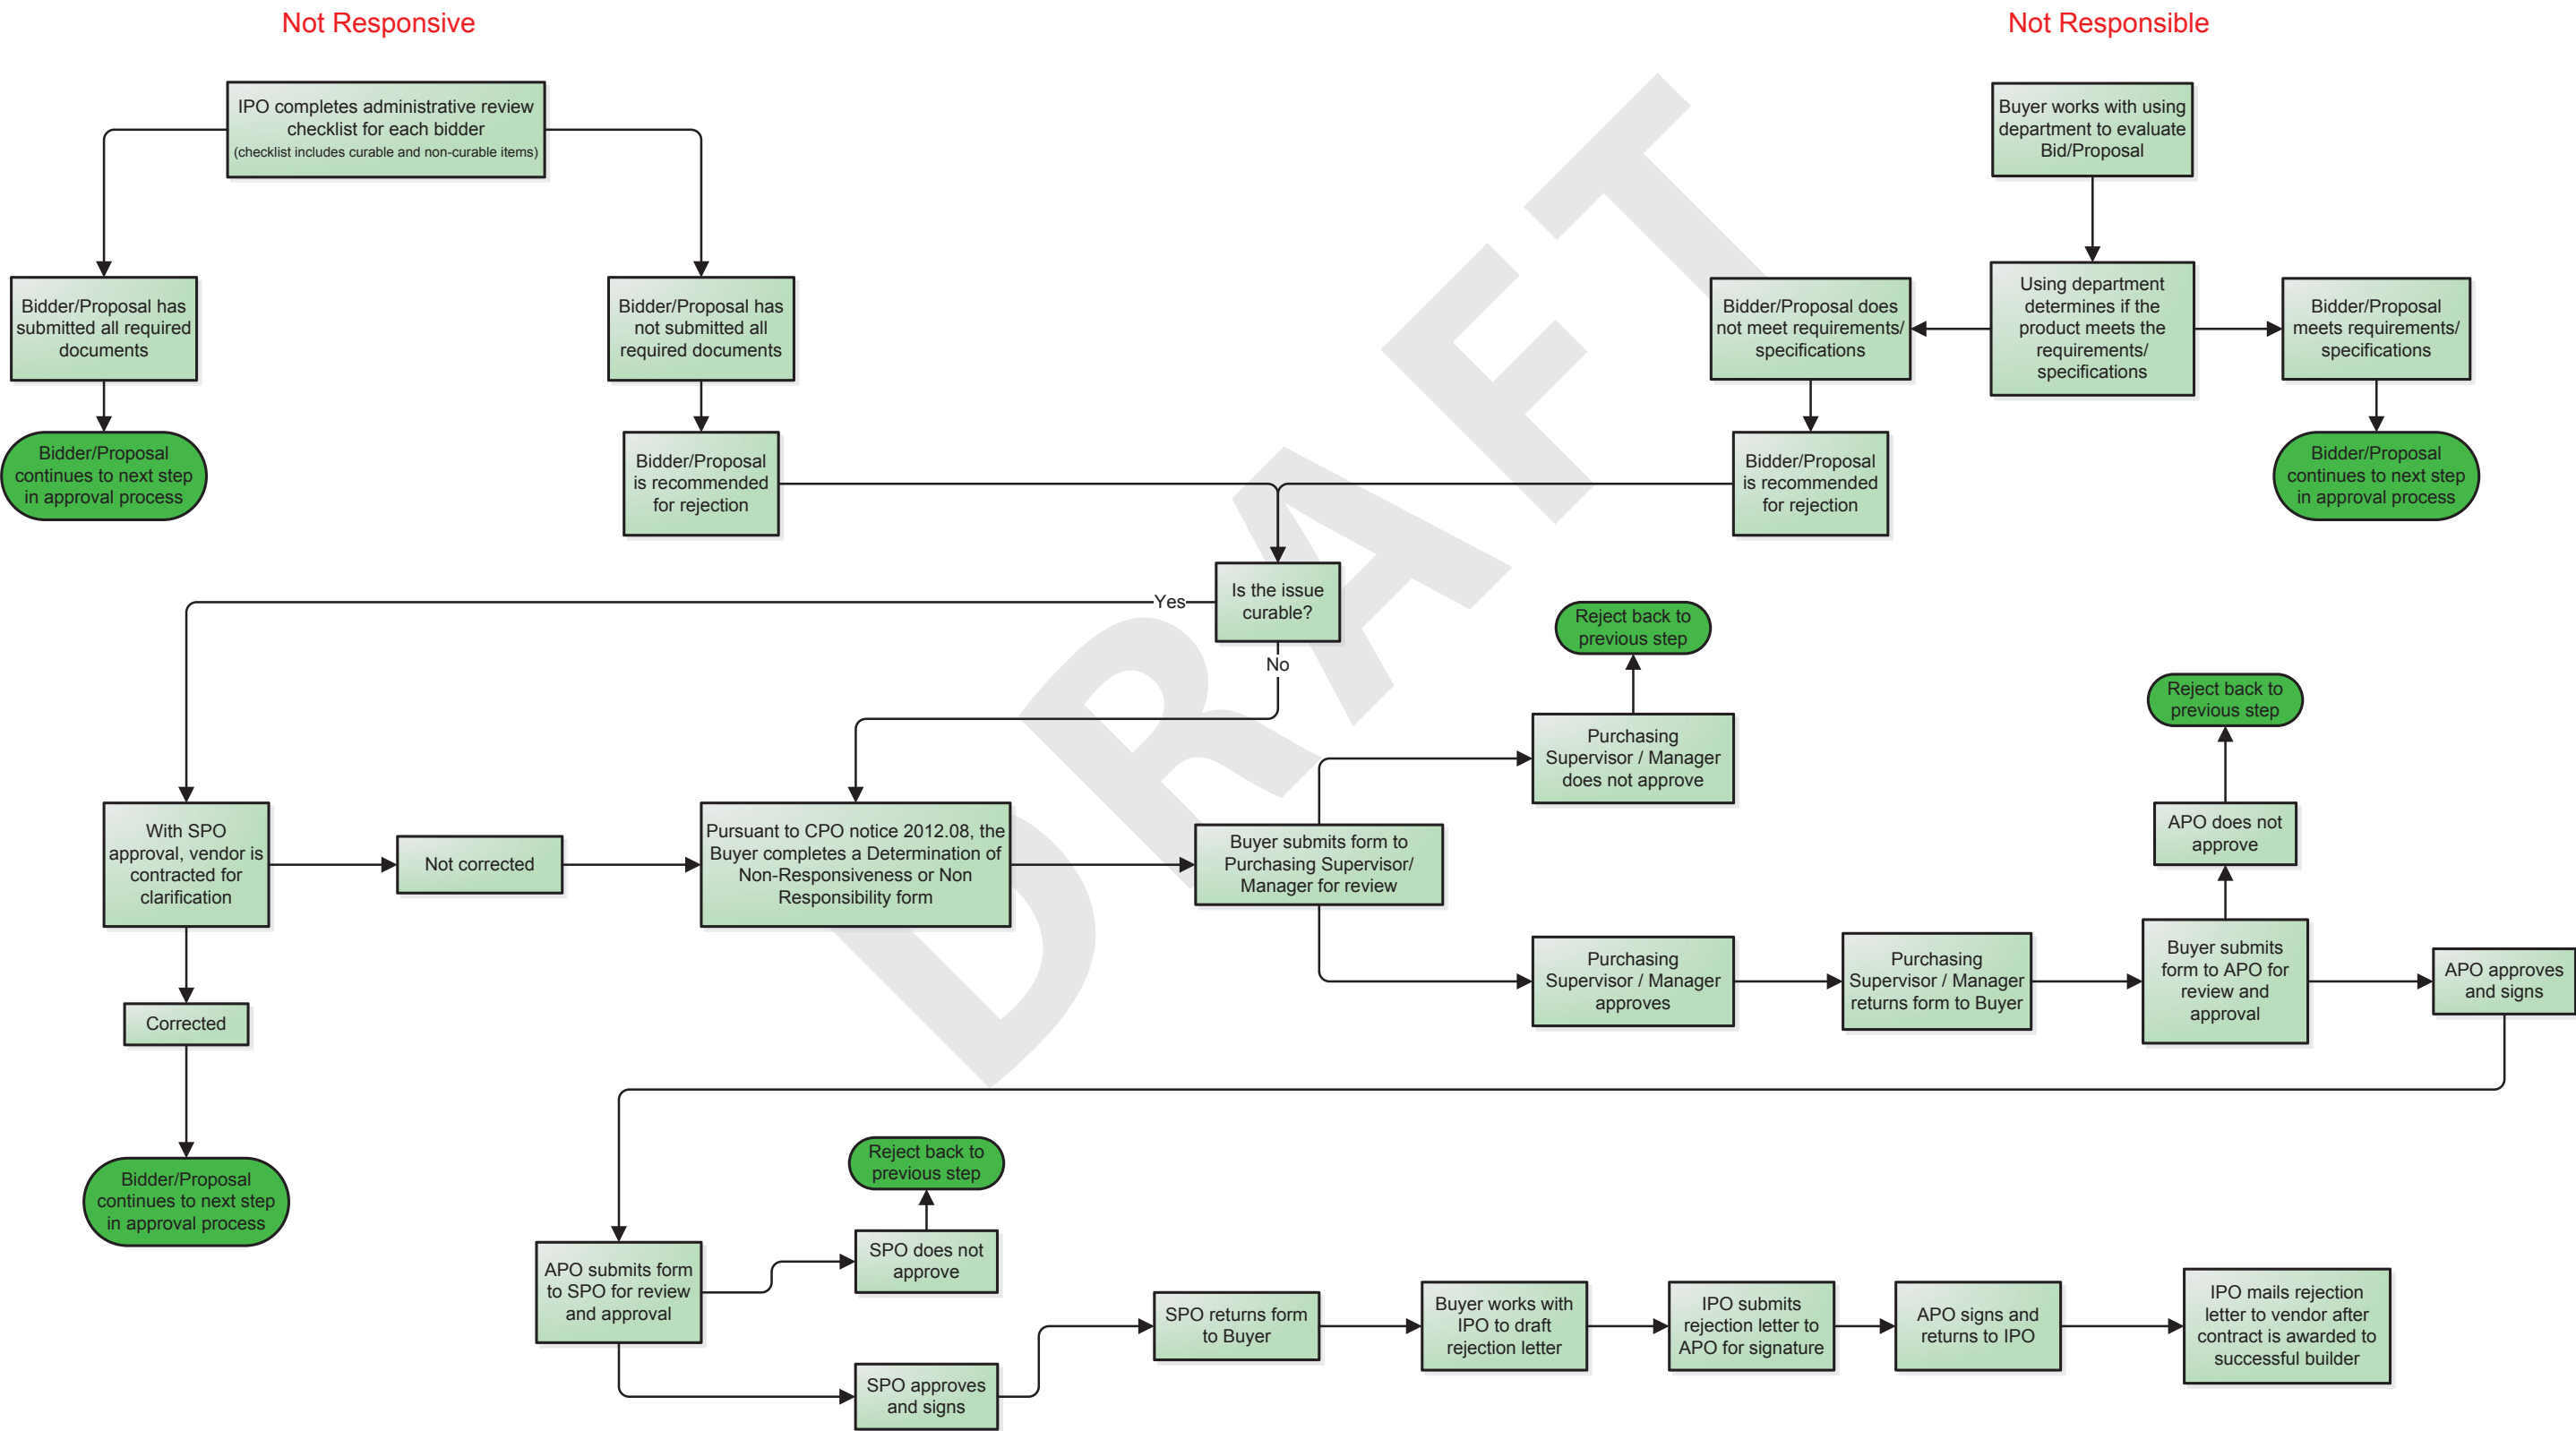 Not Responsive
Not Responsible
IPO completes administrative review
checklist for each bidder
(checklist includes curable and non-curable items)
Buyer works with using
department to evaluate
Bid/Proposal
Bidder/Proposal has
submitted all required
documents
Bidder/Proposal has
not submitted all
required documents
Bidder/Proposal does
not meet requirements/
specifications
Using department
determines if the
product meets the
requirements/
specifications
Bidder/Proposal
meets requirements/
specifications
Bidder/Proposal
continues to next step
in approval process
Bidder/Proposal
is recommended
for rejection
Bidder/Proposal
is recommended
for rejection
Bidder/Proposal
continues to next step
in approval process
Is the issue
curable?
Yes
No
Reject back to
previous step
Reject back to
previous step
Purchasing
Supervisor / Manager
does not approve
With SPO
approval, vendor is
contracted for
clarification
Not corrected
Pursuant to CPO notice 2012.08, the
Buyer completes a Determination of
Non-Responsiveness or Non
Responsibility form
Buyer submits form to
Purchasing Supervisor/
Manager for review
APO does not
approve
Purchasing
Supervisor / Manager
approves
Purchasing
Supervisor / Manager
returns form to Buyer
Buyer submits
form to APO for
review and
approval
APO approves
and signs
Corrected
Bidder/Proposal
continues to next step
in approval process
Reject back to
previous step
APO submits form
to SPO for review
and approval
SPO does not
approve
SPO approves
and signs
SPO returns form
to Buyer
Buyer works with
IPO to draft
rejection letter
IPO submits
rejection letter to
APO for signature
APO signs and
returns to IPO
IPO mails rejection
letter to vendor after
contract is awarded to
successful builder
DRAFT